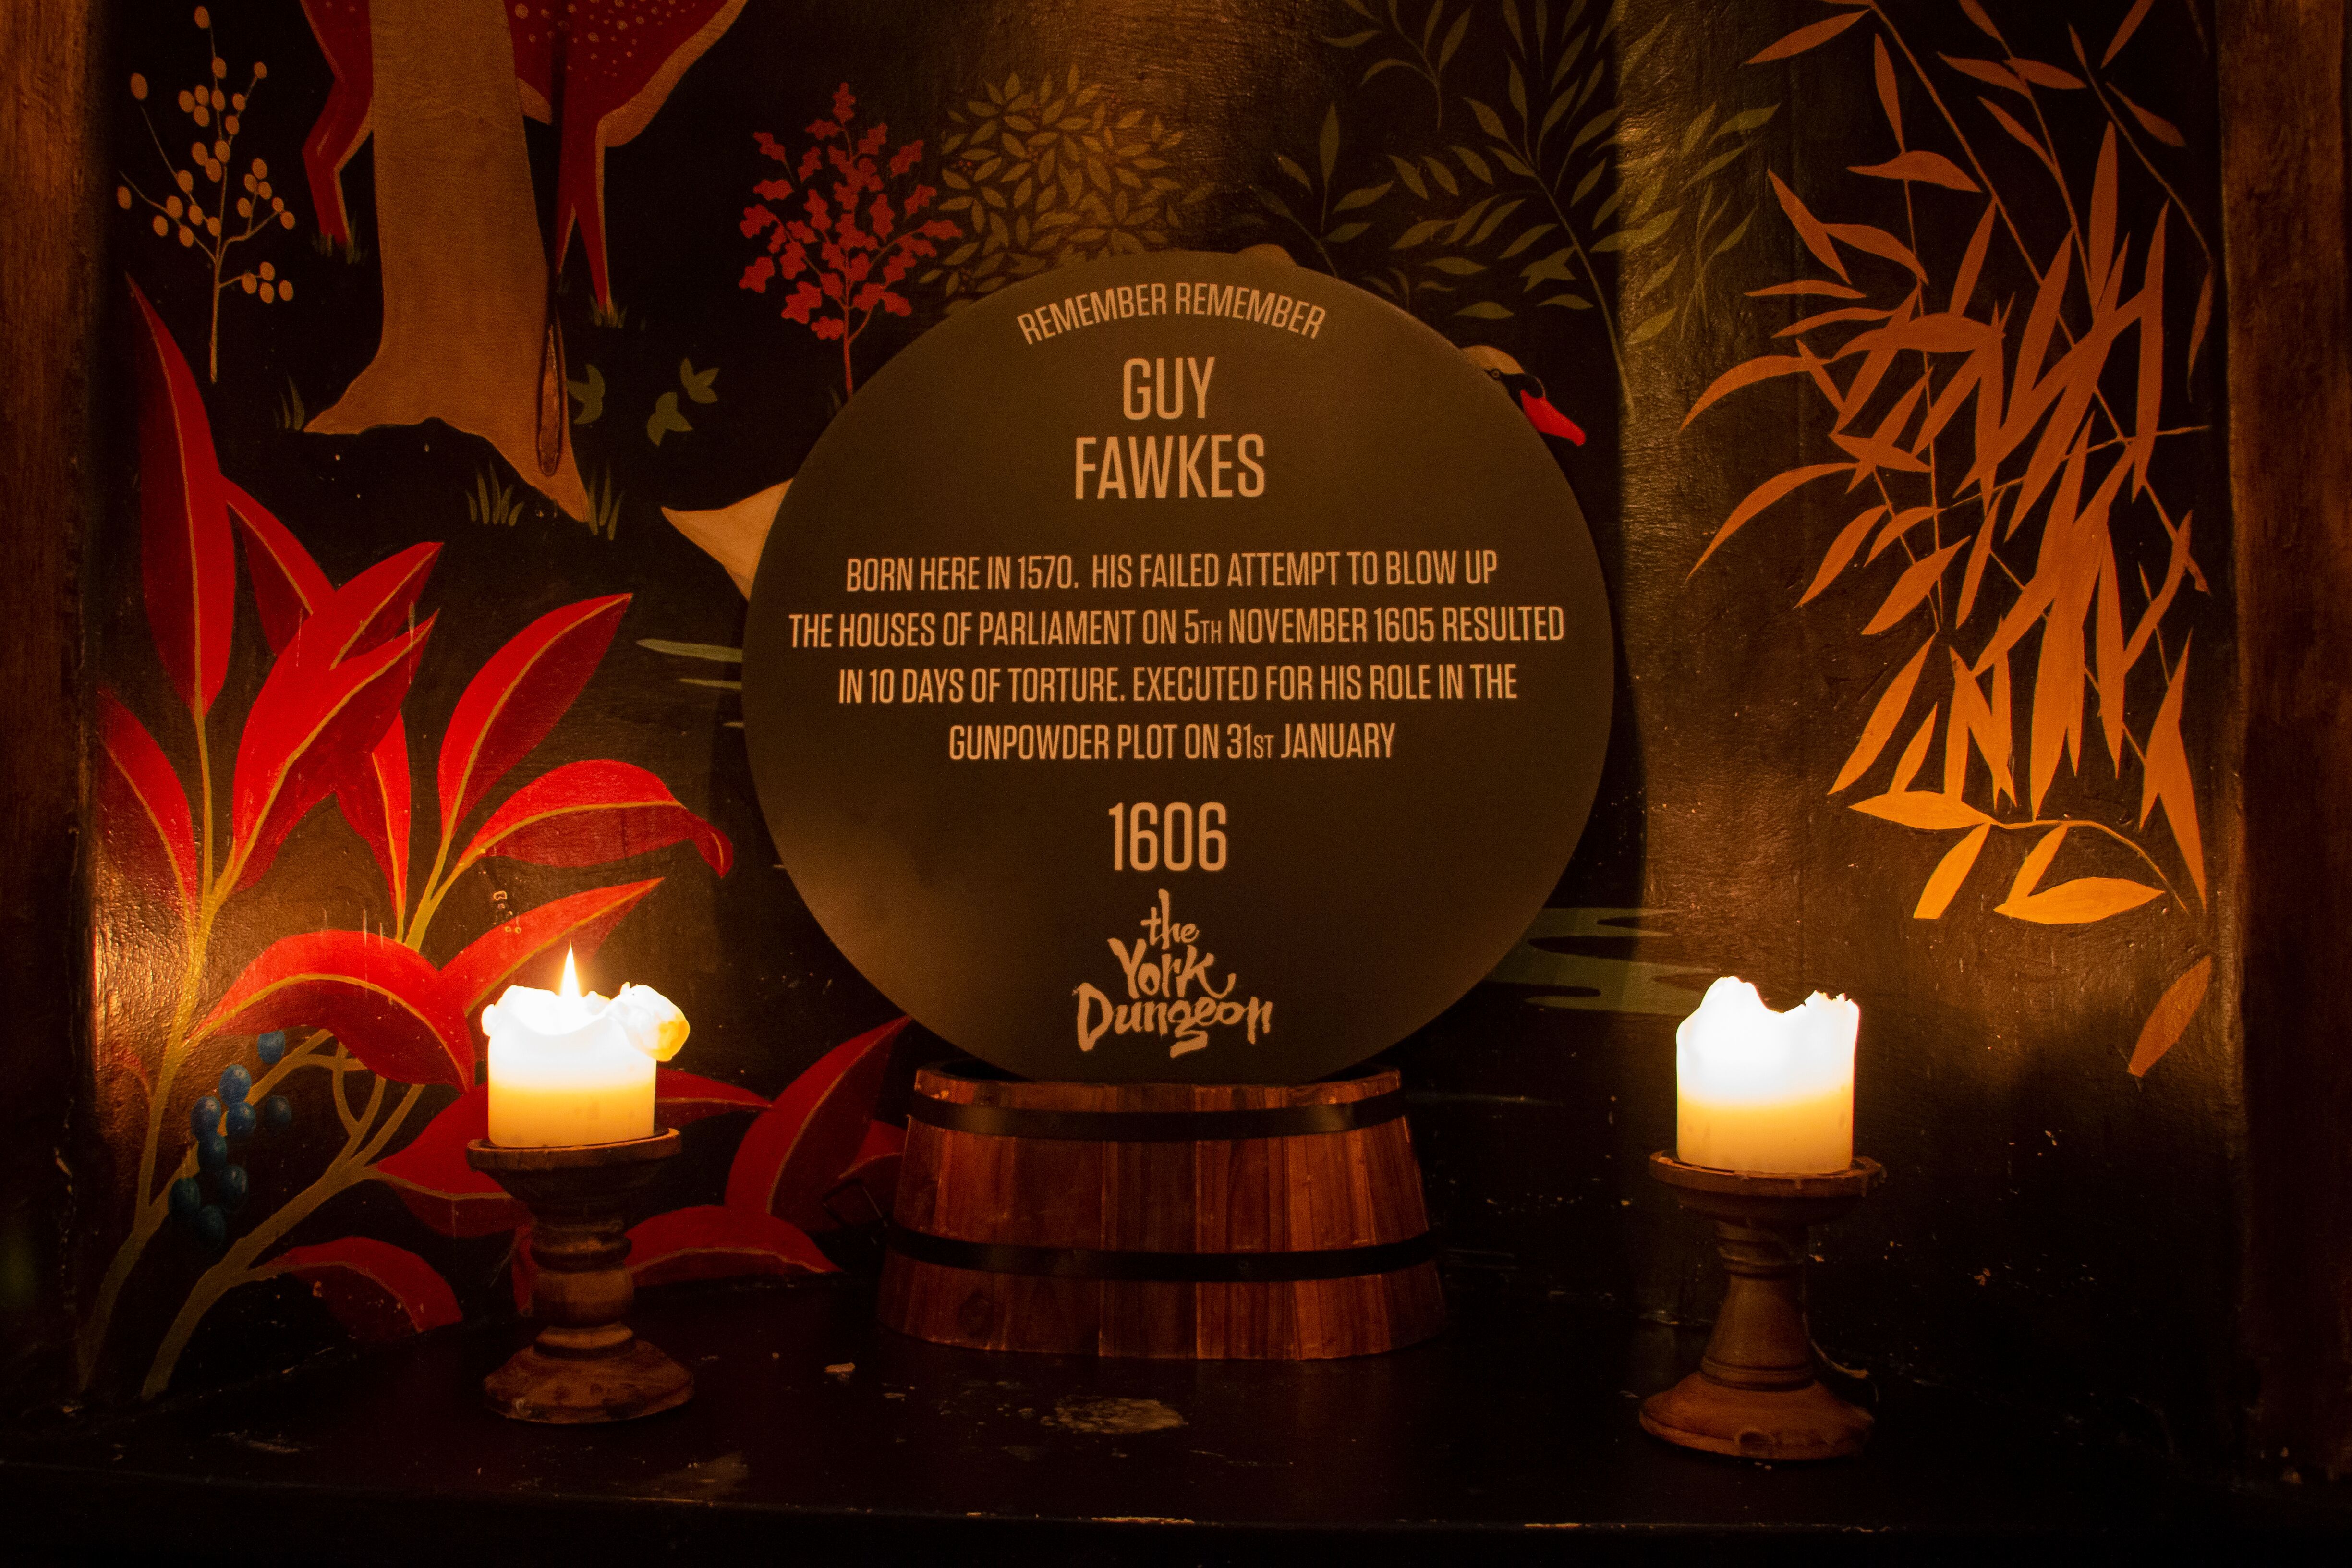 REMEMBER REMEMBER
GUY
FAWKES
BORN HERE IN 1570. HIS FAILED ATTEMPT TO BLOW UP
THE HOUSES OF PARLIAMENT ON 5TH NOVEMBER 1605 RESULTED
IN 10 DAYS OF TORTURE. EXECUTED FOR HIS ROLE IN THE
GUNPOWDER PLOT ON 31ST JANUARY
1606
the
York
Dungeon